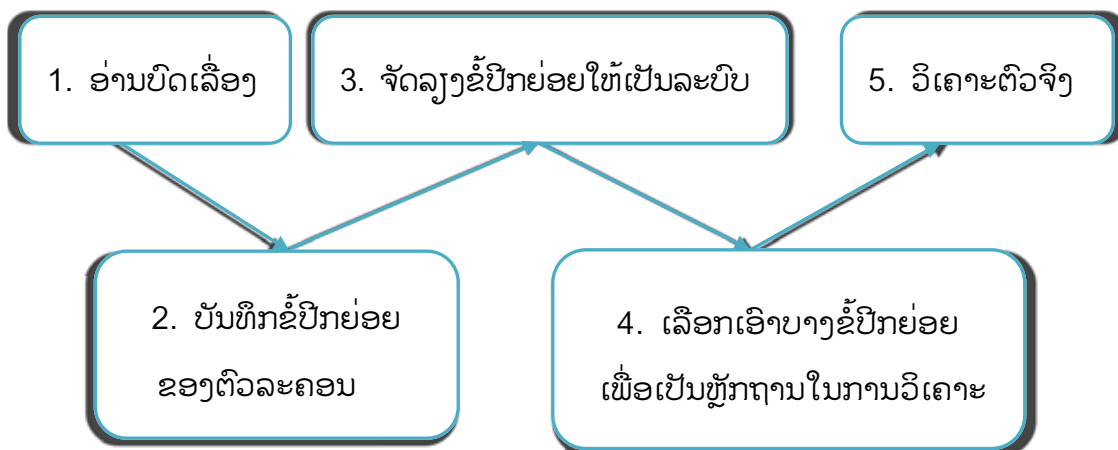 1. ອ່ານບົດເລື່ອງ
2. ບັນທຶກຂໍ້ປີກຍ່ອຍ
ຂອງຕົວລະຄອນ
3. ຈັດລຽງຂໍ້ປີກຍ່ອຍໃຫ້ເປັນລະບົບ
4. ເລືອກເອົາບາງຂໍ້ປີກຍ່ອຍ
ເພື່ອເປັນຫຼັກຖານໃນການວິເຄາະ
5. ວິເຄາະຕົວຈິງ